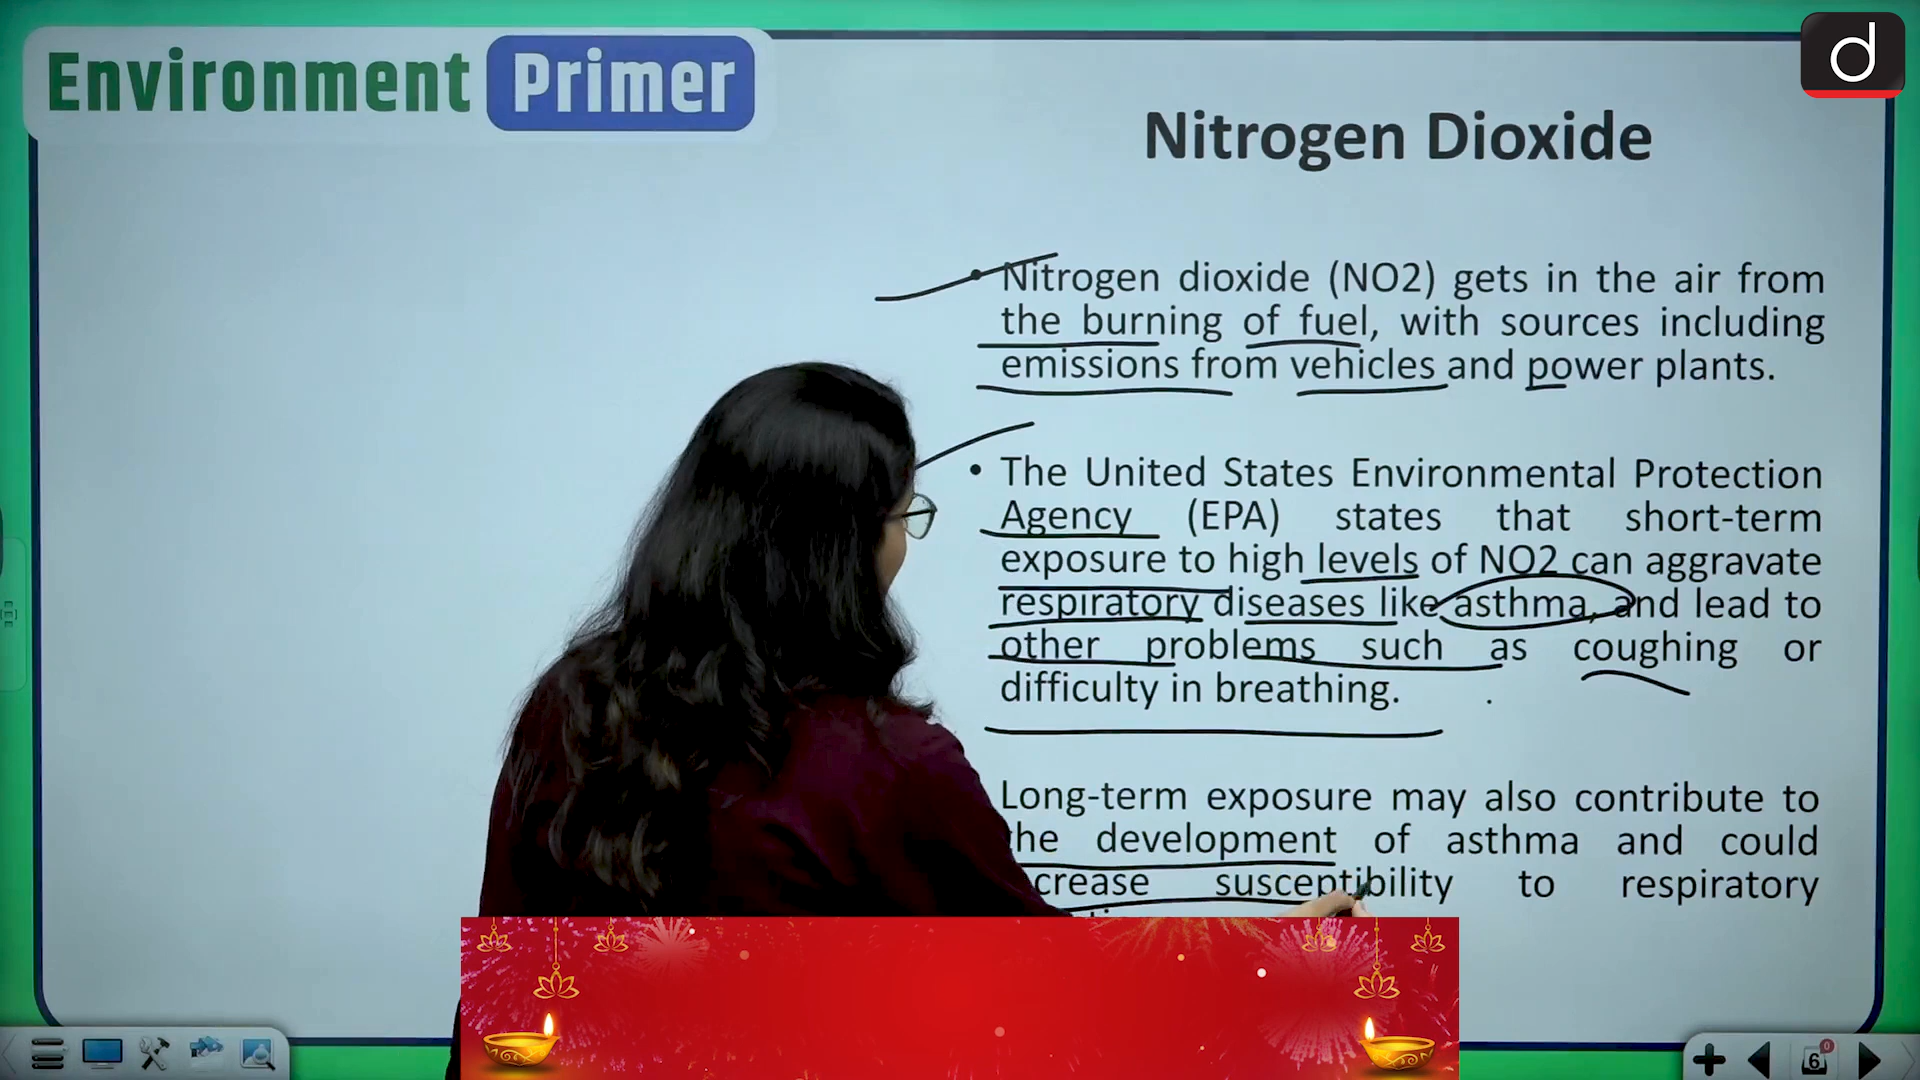 Environment Primer
d
Nitrogen Dioxide
• Nitrogen dioxide (NO2) gets in the air from
the burning of fuel, with sources including
emissions from vehicles and power plants.
• The United States Environmental Protection
Agency (EPA) states that short-term
exposure to high levels of NO2 can aggravate
respiratory diseases like asthma, and lead to
other problems such as coughing or
difficulty in breathing.
Long-term exposure may also contribute to
he development of asthma and could
crease susceptibility to respiratory
6
0